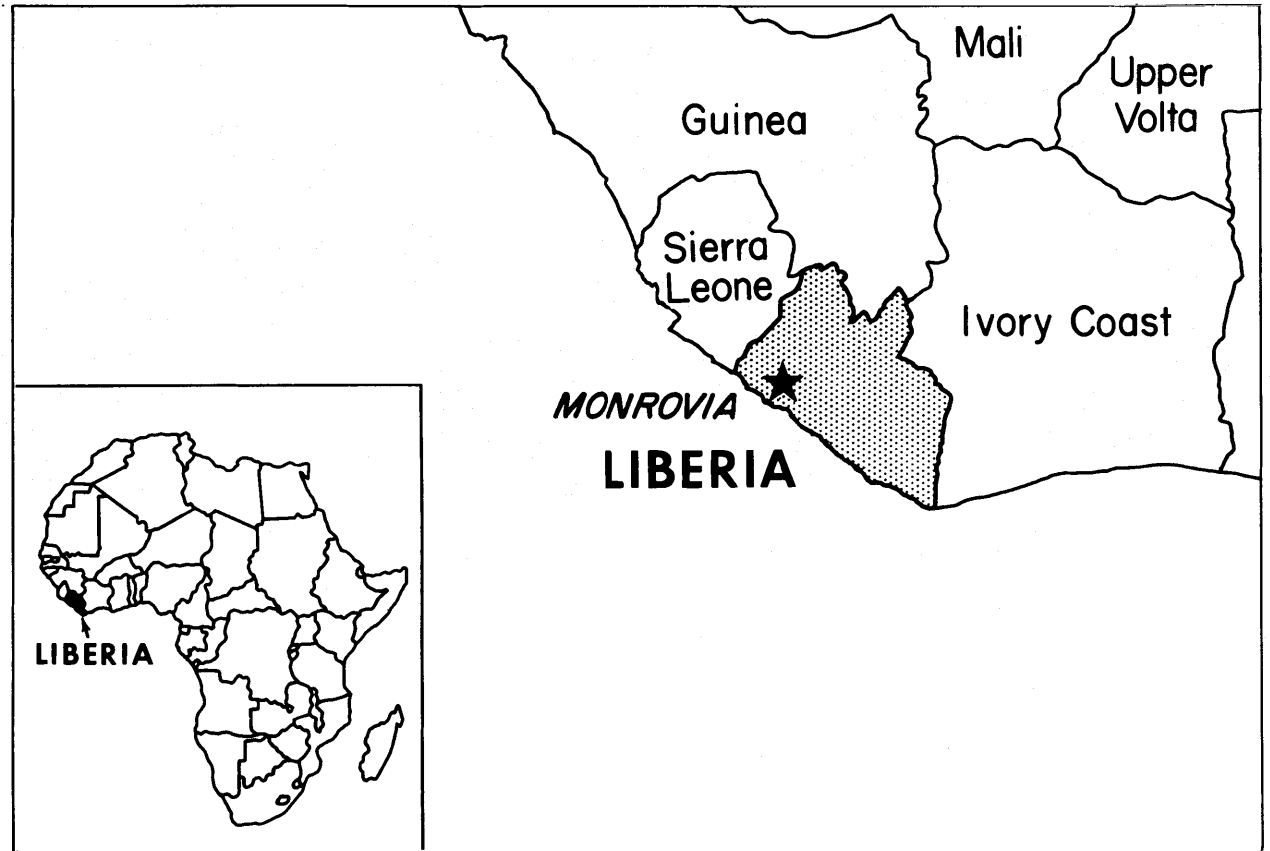 Mali
Upper
Volta
Guinea
Sierra
Leone
Ivory Coast
MONROVIA
LIBERIA
LIBERIA